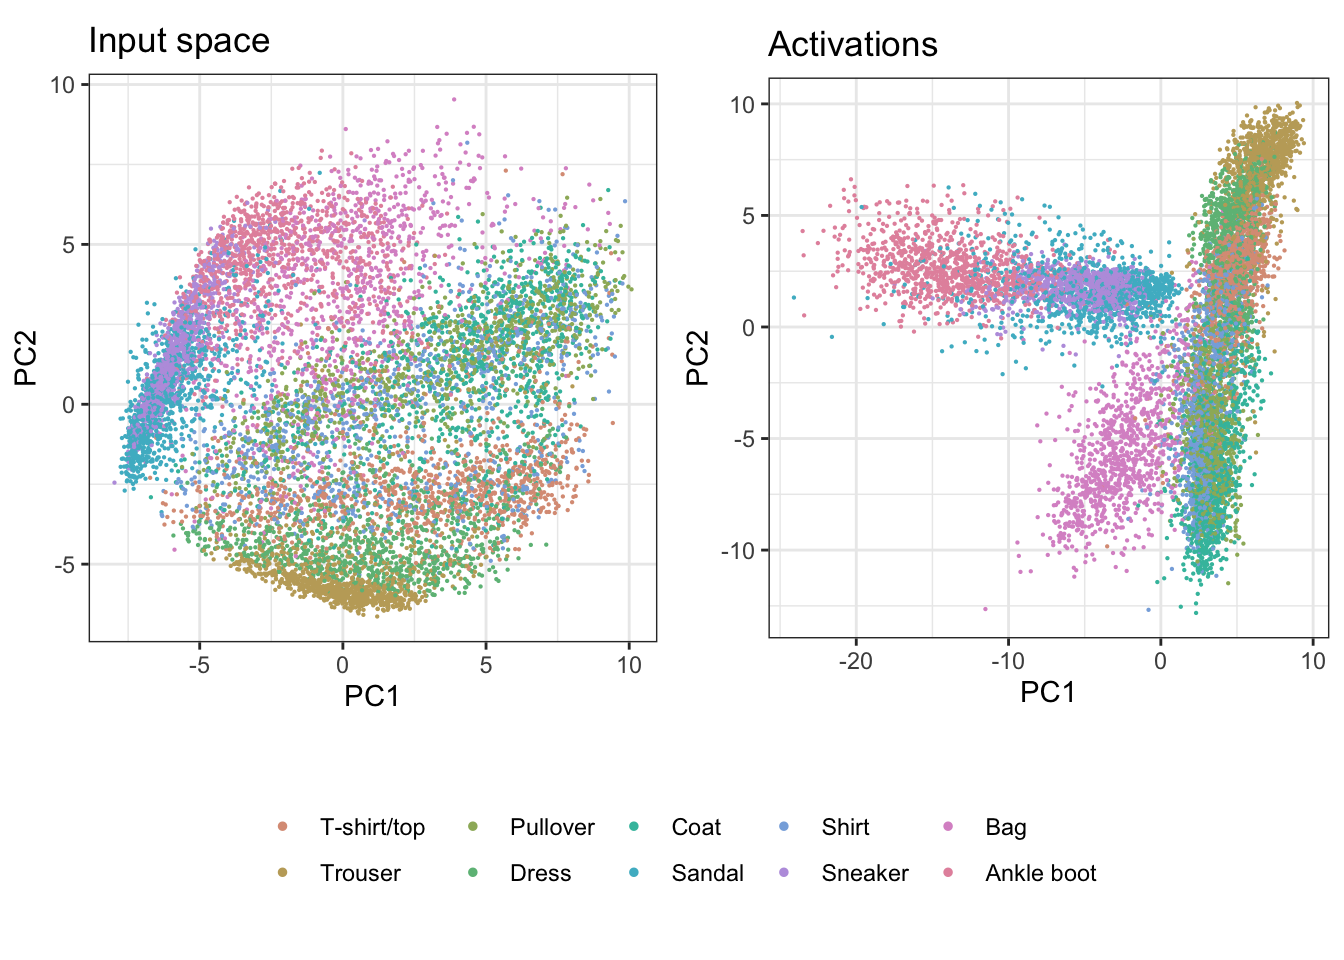 Input space
10
5
0
-5
PC2
-5
0
5
10
PC1
Activations
10
5
0
-5
-10
PC2
-20
-10
0
10
PC1
T-shirt/top Pullover Coat Shirt Bag
Trouser Dress Sandal Sneaker Ankle boot